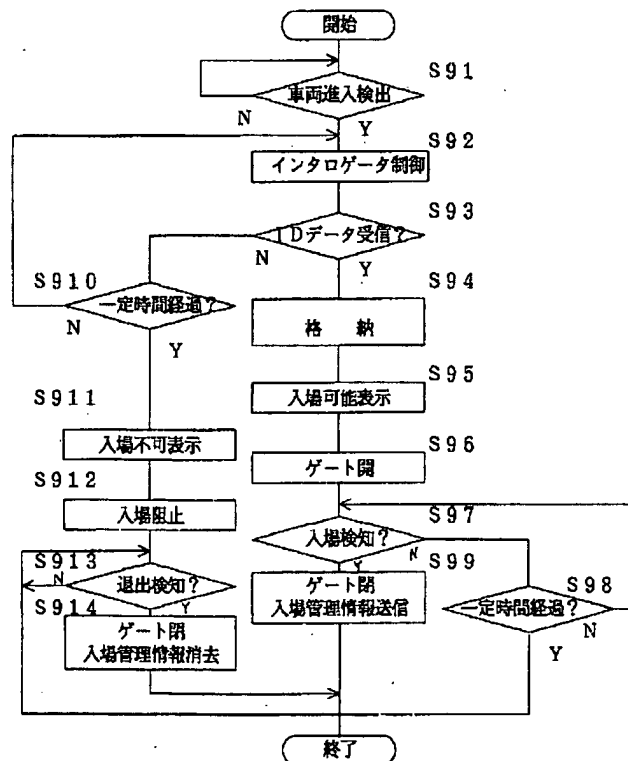 開始
S91
車両進入検出
N
Y
S92
インタロゲータ制御
S93
IDデータ受信?
N
Y
S94
格 納
S910
一定時間経過?
N
Y
S95
入場可能表示
S911
入場不可表示
S96
ゲート開
S912
入場阻止
S97
入場検知?
N
Y
S99
ゲート閉
入場管理情報送信
S98
一定時間経過?
N
Y
S913
退出検知?
N
Y
S914
ゲート閉
入場管理情報消去
終了